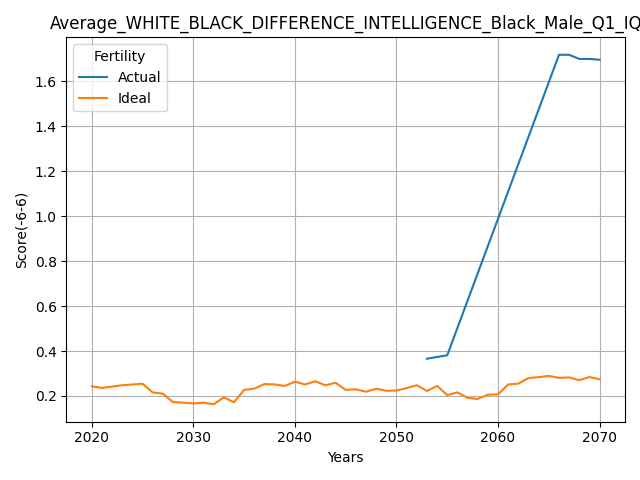 Average_WHITE_BLACK_DIFFERENCE_INTELLIGENCE_Black_Male_Q1_IQ
Fertility
Actual
Ideal
1.6
1.4
1.2
1.0
0.8
0.6
0.4
0.2
Score(-6-6)
2020 2030 2040 2050 2060 2070
Years